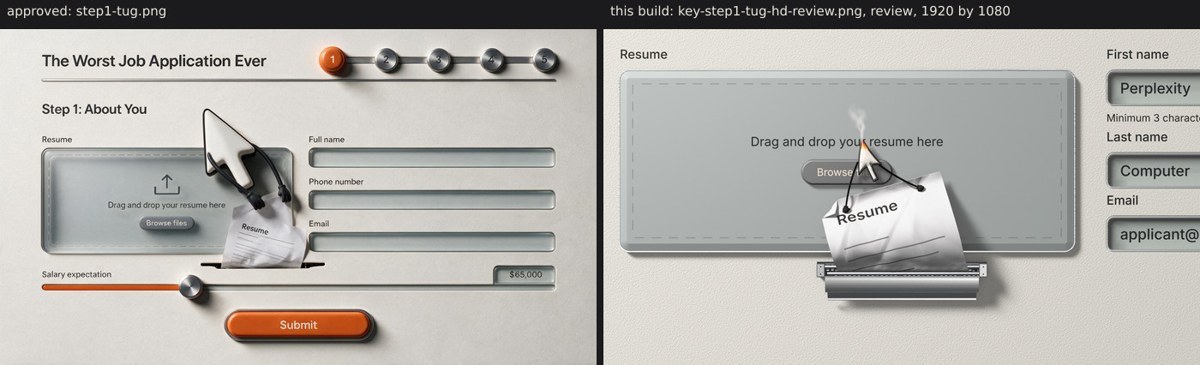 approved: step1-tug.png
The Worst Job Application Ever
1
2
3
4
5
Step 1: About You
Resume
Drag and drop your resume here
Browse files
Resume
Full name
Phone number
Email
Salary expectation
$65,000
Submit
this build: key-step1-tug-hd-review.png, review, 1920 by 1080
Resume
Drag and drop your resume here
Browse
Resume
First name
Perplexity
Minimum 3 characte
Last name
Computer
Email
applicant@